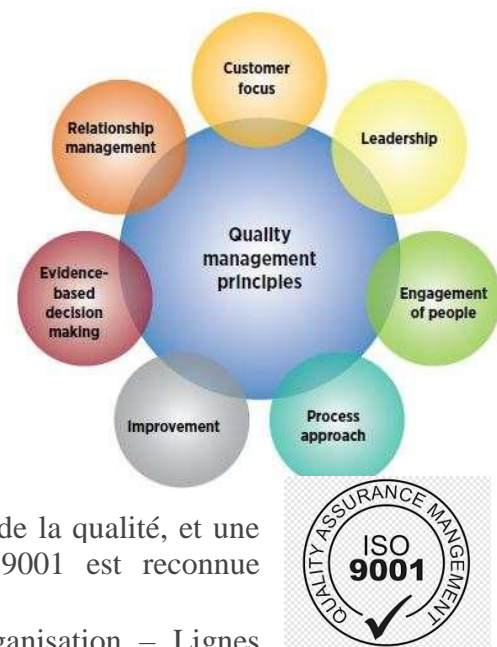 Customer
focus
Relationship
management
Leadership
Quality
management
principles
Evidence-
based
decision
making
Engagement
of people
Improvement
Process
approach
de la qualité, et une
9001 est reconnue
ganisation – Lignes
QUALITY ASSURANCE MANGEMENT
ISO
9001